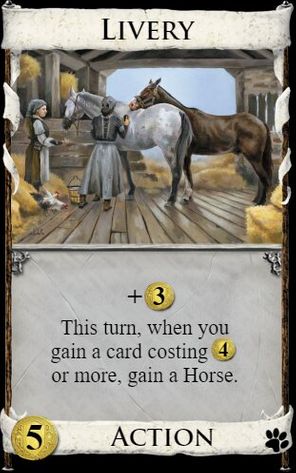 LIVERY
+3
This turn, when you
gain a card costing 4
or more, gain a Horse.
5 ACTION